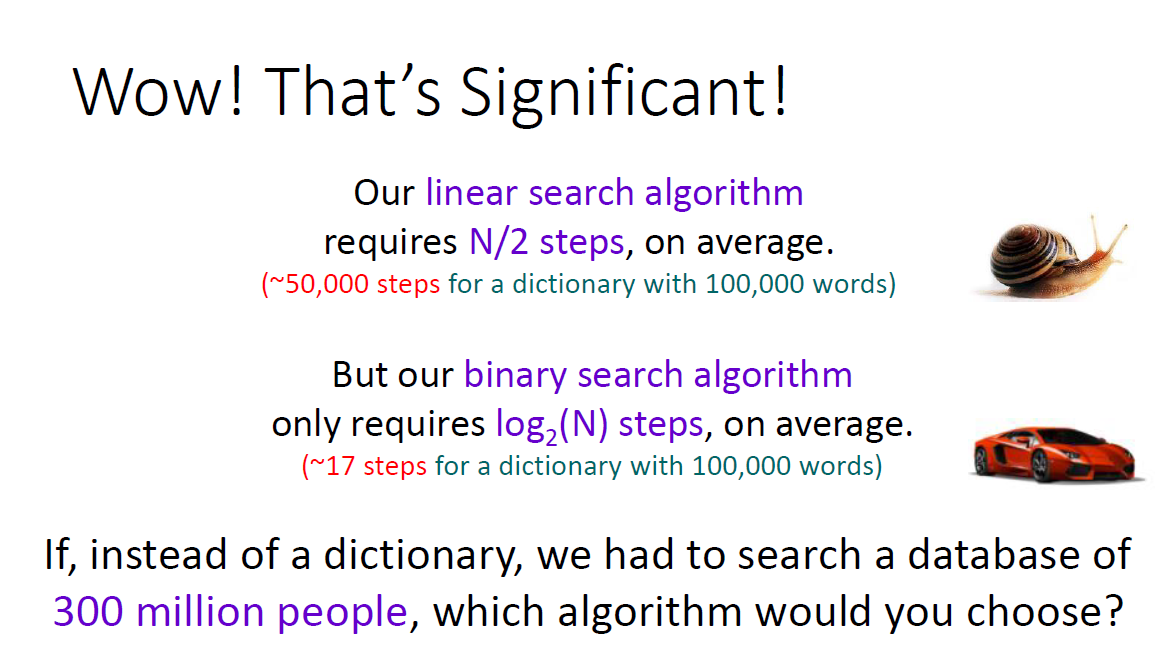 Wow! That’s Significant!
Our linear search algorithm
requires N/2 steps, on average.
(~50,000 steps for a dictionary with 100,000 words)
But our binary search algorithm
only requires log₂(N) steps, on average.
(~17 steps for a dictionary with 100,000 words)
If, instead of a dictionary, we had to search a database of
300 million people, which algorithm would you choose?